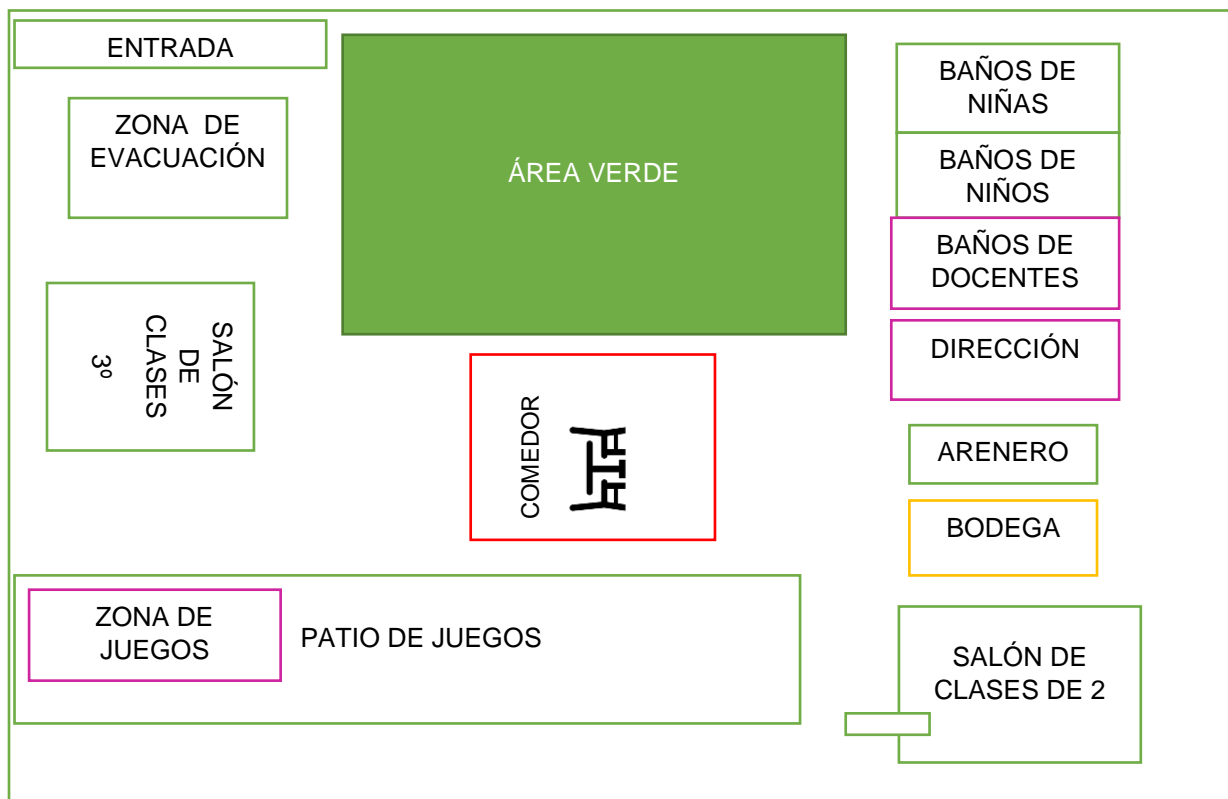 ENTRADA
ZONA DE
EVACUACIÓN
ÁREA VERDE
BAÑOS DE
NIÑAS
BAÑOS DE
NIÑOS
BAÑOS DE
DOCENTES
SALÓN
DE
CLASES
3º
DIRECCIÓN
COMEDOR
ARENERO
BODEGA
ZONA DE
JUEGOS
PATIO DE JUEGOS
SALÓN DE
CLASES DE 2